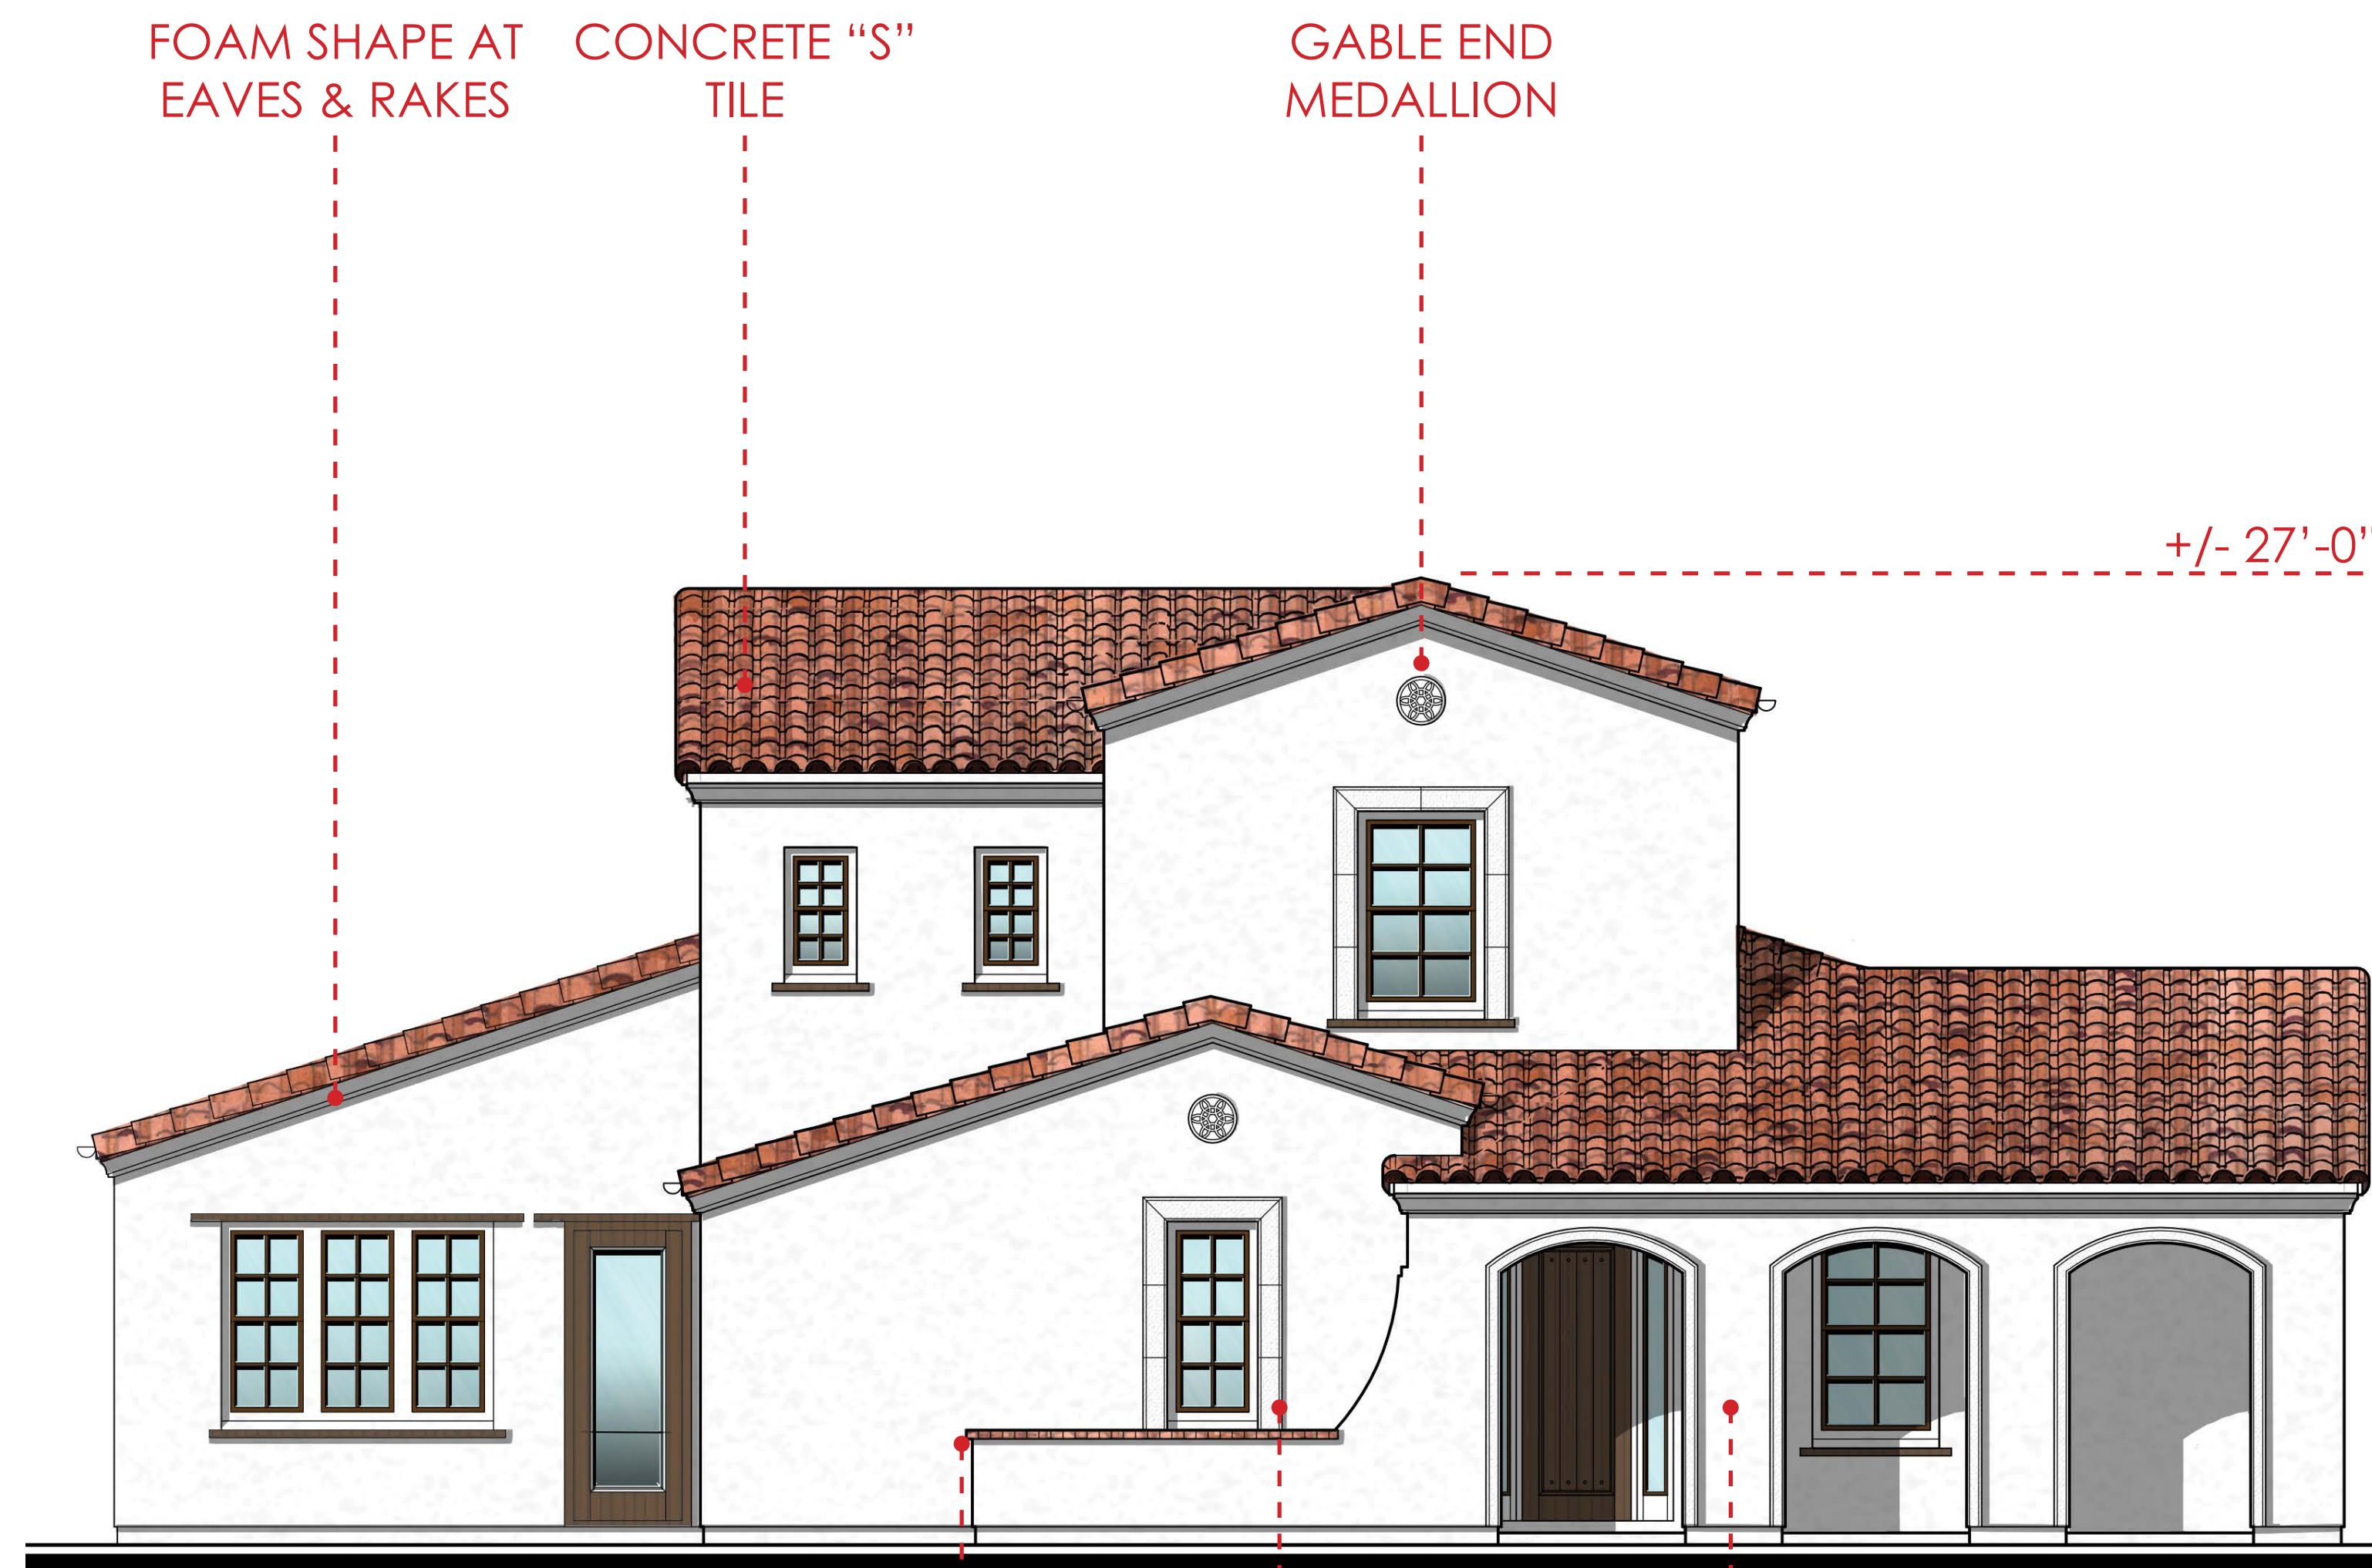 FOAM SHAPE AT
EAVES & RAKES
CONCRETE “S”
TILE
GABLE END
MEDALLION
+/- 27’-0”